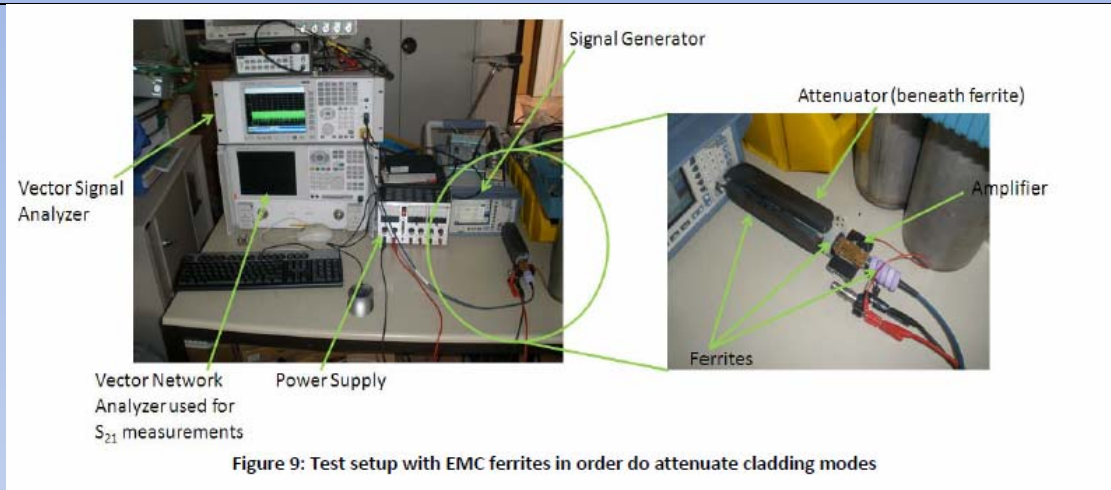 Signal Generator
Attenuator (beneath ferrite)
Vector Signal
Analyzer
Amplifier
Ferrites
Vector Network
Analyzer used for
S₂₁ measurements
Power Supply
Figure 9: Test setup with EMC ferrites in order do attenuate cladding modes